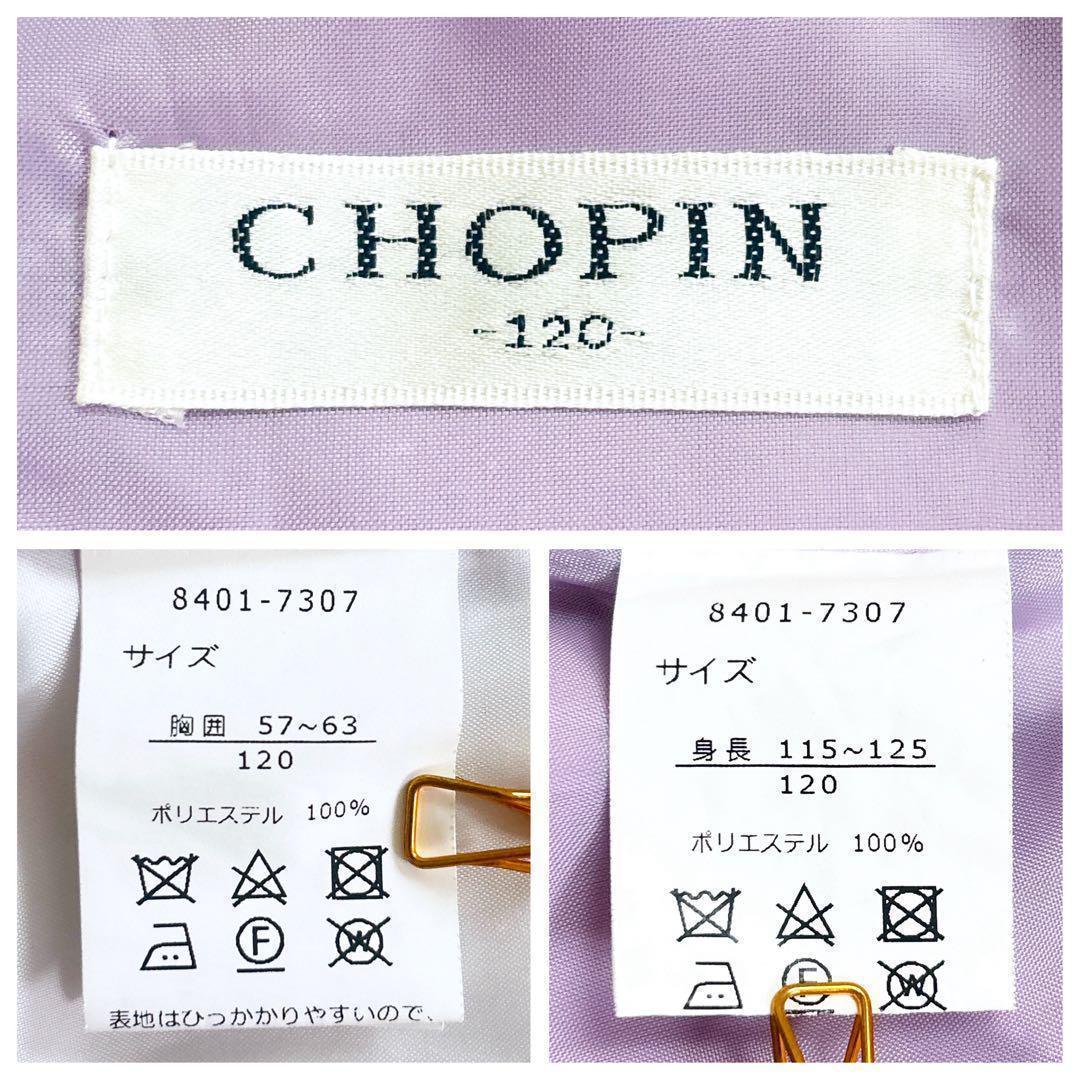 CHOPIN
-120-
8401-7307
サイズ
胸囲 57~63
120
ポリエステル 100%
F
W
表地はひっかかりやすいので、
8401-7307
サイズ
身長 115~125
120
ポリエステル 100%
F
W